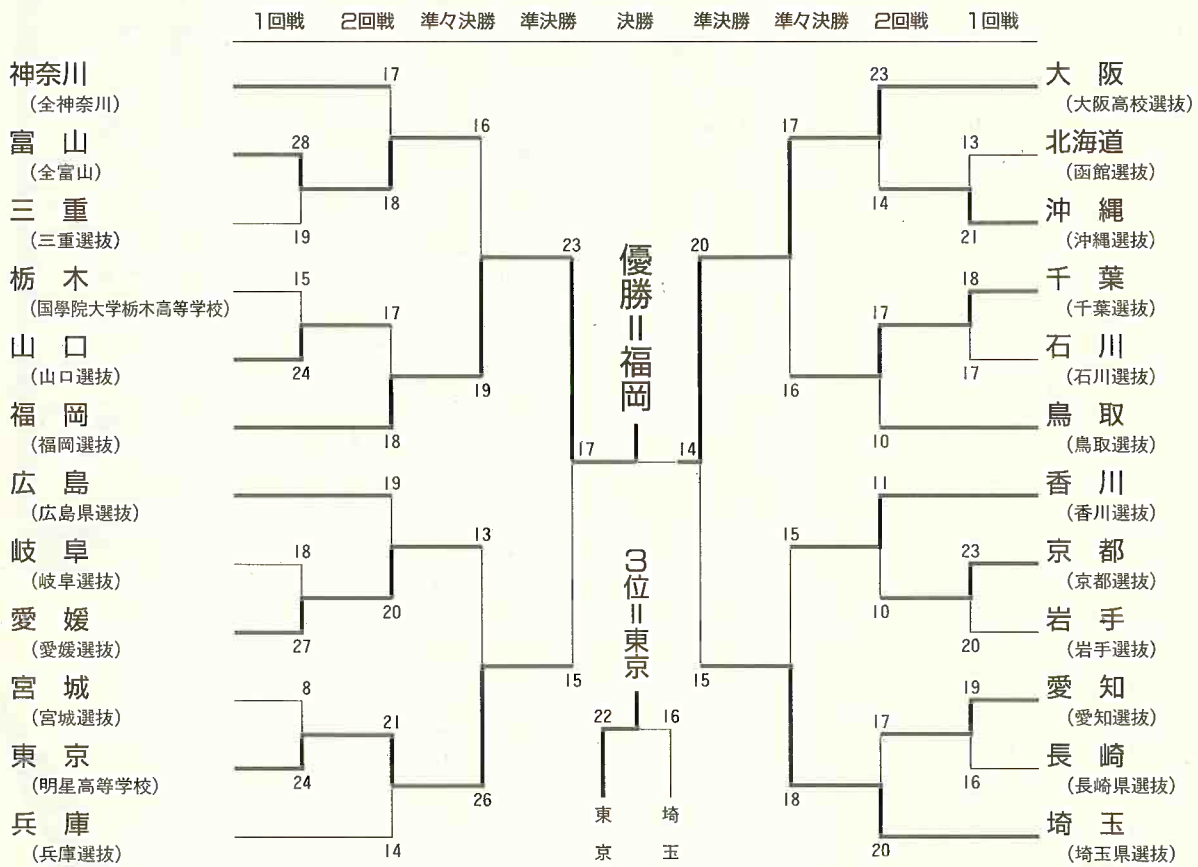 1回戦 2回戦 準々決勝 準決勝 決勝 準決勝 準々決勝 2回戦 1回戦
神奈川
(全神奈川)
富山
(全富山)
三重
(三重選抜)
栃木
(国學院大学栃木高等学校)
山口
(山口選抜)
福岡
(福岡選抜)
広島
(広島県選抜)
岐阜
(岐阜選抜)
愛媛
(愛媛選抜)
宮城
(宮城選抜)
東京
(明星高等学校)
兵庫
(兵庫選抜)
28
19
15
24
18
27
8
24
17
18
17
18
19
20
21
14
16
19
13
26
23
15
17
優勝=福岡
14
3位=東京
22 16
東京
埼玉
20
15
17
16
15
18
23
14
17
10
11
10
17
20
13
21
18
17
23
20
19
16
大阪
(大阪高校選抜)
北海道
(函館選抜)
沖縄
(沖縄選抜)
千葉
(千葉選抜)
石川
(石川選抜)
鳥取
(鳥取選抜)
香川
(香川選抜)
京都
(京都選抜)
岩手
(岩手選抜)
愛知
(愛知選抜)
長崎
(長崎県選抜)
埼玉
(埼玉県選抜)